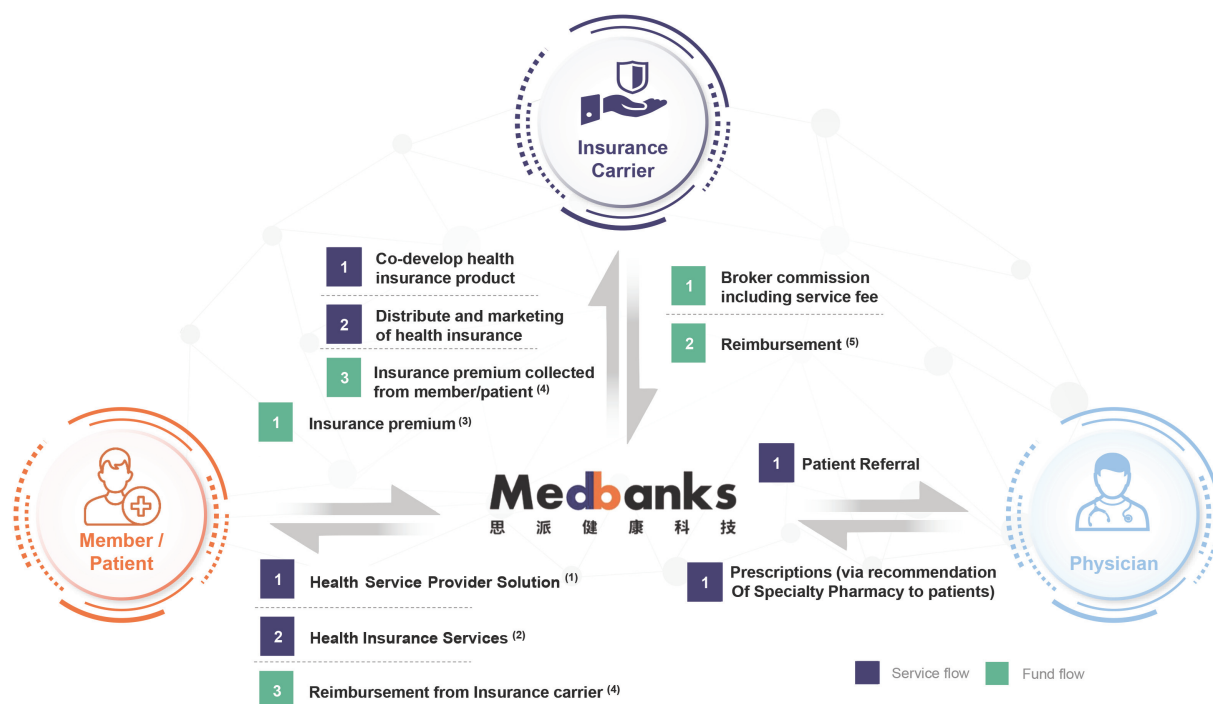 Insurance
Carrier
1 Co-develop health
insurance product
2 Distribute and marketing
of health insurance
3 Insurance premium collected
from member/patient (4)
1 Insurance premium (3)
1 Broker commission
including service fee
2 Reimbursement (5)
Member /
Patient
Medbanks
思派健康科技
1 Patient Referral
1 Prescriptions (via recommendation
Of Specialty Pharmacy to patients)
Physician
1 Health Service Provider Solution (1)
2 Health Insurance Services (2)
3 Reimbursement from Insurance carrier (4)
Service flow
Fund flow